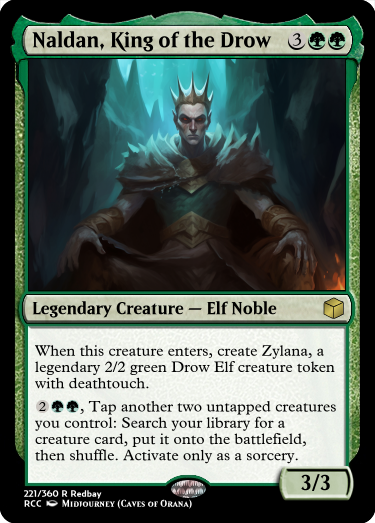 Naldan, King of the Drow 3
Legendary Creature — Elf Noble
When this creature enters, create Zylana, a
legendary 2/2 green Drow Elf creature token
with deathtouch.
2, Tap another two untapped creatures
you control: Search your library for a
creature card, put it onto the battlefield,
then shuffle. Activate only as a sorcery.
3/3
221/360 R Redbay
RCC Midjourney (Caves of Orana)